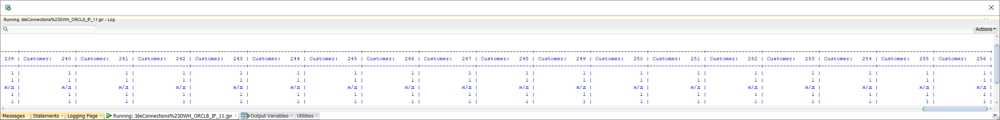 Running: IdeConnections%23DWH_ORCL8_IP_11.jpr - Log
Actions
-----+------------------+------------------+------------------+------------------+------------------+------------------+------------------+------------------+------------------+------------------+------------------+------------------+------------------+------------------+------------------+------------------+------------------+
239 | Customer:   240 | Customer:   241 | Customer:   242 | Customer:   243 | Customer:   244 | Customer:   245 | Customer:   246 | Customer:   247 | Customer:   248 | Customer:   249 | Customer:   250 | Customer:   251 | Customer:   252 | Customer:   253 | Customer:   254 | Customer:   255 | Customer:   256 |
-----+------------------+------------------+------------------+------------------+------------------+------------------+------------------+------------------+------------------+------------------+------------------+------------------+------------------+------------------+------------------+------------------+------------------+
1 | 1 | 1 | 1 | 1 | 1 | 1 | 1 | 1 | 1 | 1 | 1 | 1 | 1 | 1 | 1 | 1 | 1 |
1 | 1 | 1 | 1 | 1 | 1 | 1 | 1 | 1 | 1 | 1 | 1 | 1 | 1 | 1 | 1 | 1 | 1 |
н/д | н/д | н/д | н/д | н/д | н/д | н/д | н/д | н/д | н/д | н/д | н/д | н/д | н/д | н/д | н/д | н/д | н/д |
1 | 1 | 1 | 1 | 1 | 1 | 1 | 1 | 1 | 1 | 1 | 1 | 1 | 1 | 1 | 1 | 1 | 1 |
1 | 1 | 1 | 1 | 1 | 1 | 1 | 1 | 1 | 1 | 1 | 1 | 1 | 1 | 1 | 1 | 1 | 1 |
Messages Statements Logging Page Running: IdeConnections%23DWH_ORCL8_IP_11.jpr Output Variables Utilities